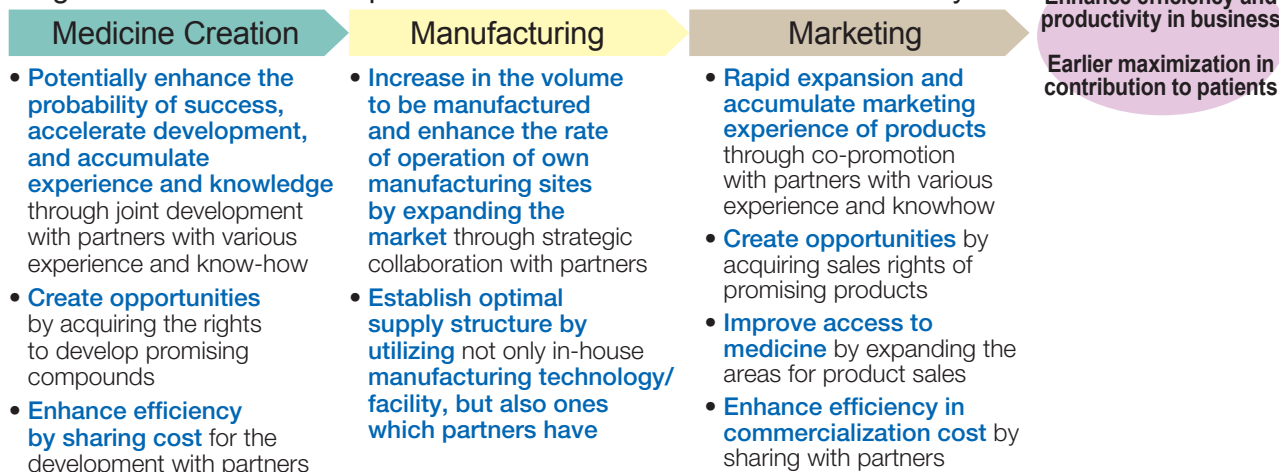 Medicine Creation
• Potentially enhance the
probability of success,
accelerate development,
and accumulate
experience and knowledge
through joint development
with partners with various
experience and know-how
• Create opportunities
by acquiring the rights
to develop promising
compounds
• Enhance efficiency
by sharing cost for the
development with partners
Manufacturing
• Increase in the volume
to be manufactured
and enhance the rate
of operation of own
manufacturing sites
by expanding the
market through strategic
collaboration with partners
• Establish optimal
supply structure by
utilizing not only in-house
manufacturing technology/
facility, but also ones
which partners have
Marketing
• Rapid expansion and
accumulate marketing
experience of products
through co-promotion
with partners with various
experience and knowhow
• Create opportunities by
acquiring sales rights of
promising products
• Improve access to
medicine by expanding the
areas for product sales
• Enhance efficiency in
commercialization cost by
sharing with partners
Enhance efficiency and
productivity in business
Earlier maximization in
contribution to patients